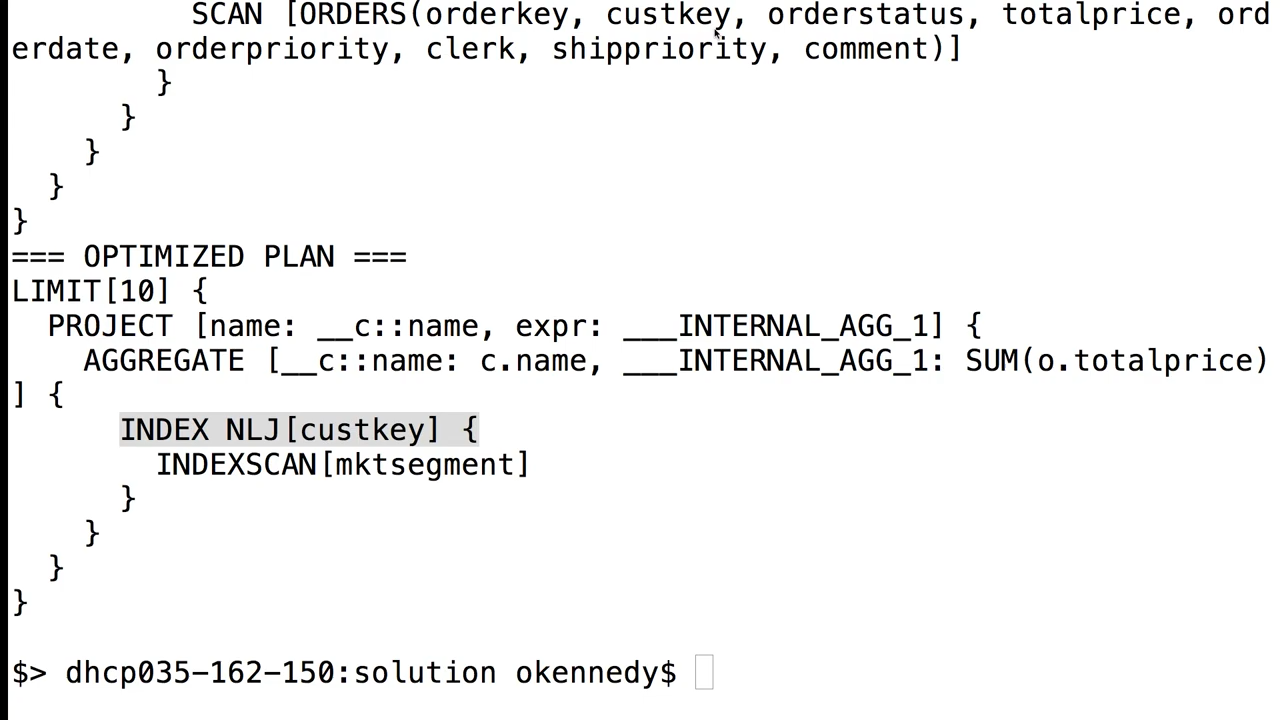 SCAN [ORDERS(orderkey, custkey, orderstatus, totalprice, ord
erdate, orderpriority, clerk, shippriority, comment)]
}
}
}
}
}
=== OPTIMIZED PLAN ===
LIMIT[10] {
PROJECT [name: __c::name, expr: ___INTERNAL_AGG_1] {
AGGREGATE [__c::name: c.name, ___INTERNAL_AGG_1: SUM(o.totalprice)
] {
INDEX NLJ[custkey] {
INDEXSCAN[mktsegment]
}
}
}
}
$> dhcp035-162-150:solution okennedy$